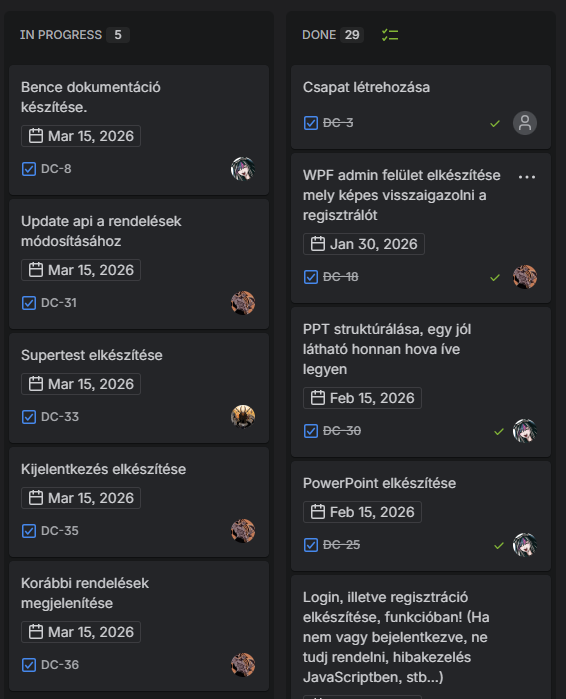 IN PROGRESS 5
Bence dokumentáció
készítése.
Mar 15, 2026
DC-8
Update api a rendelések
módosításához
Mar 15, 2026
DC-31
Supertest elkészítése
Mar 15, 2026
DC-33
Kijelentkezés elkészítése
Mar 15, 2026
DC-35
Korábbi rendelések
megjelenítése
Mar 15, 2026
DC-36
DONE 29
Csapat létrehozása
DC-3
WPF admin felület elkészítése
mely képes visszaigazolni a
regisztrálót
Jan 30, 2026
DC-18
PPT struktúrálása, egy jól
látható honnan hova íve
legyen
Feb 15, 2026
DC-30
PowerPoint elkészítése
Feb 15, 2026
DC-25
Login, illetve regisztráció
elkészítése, funkcióban! (Ha
nem vagy bejelentkezve, ne
tudj rendelni, hibakezelés
JavaScriptben, stb...)